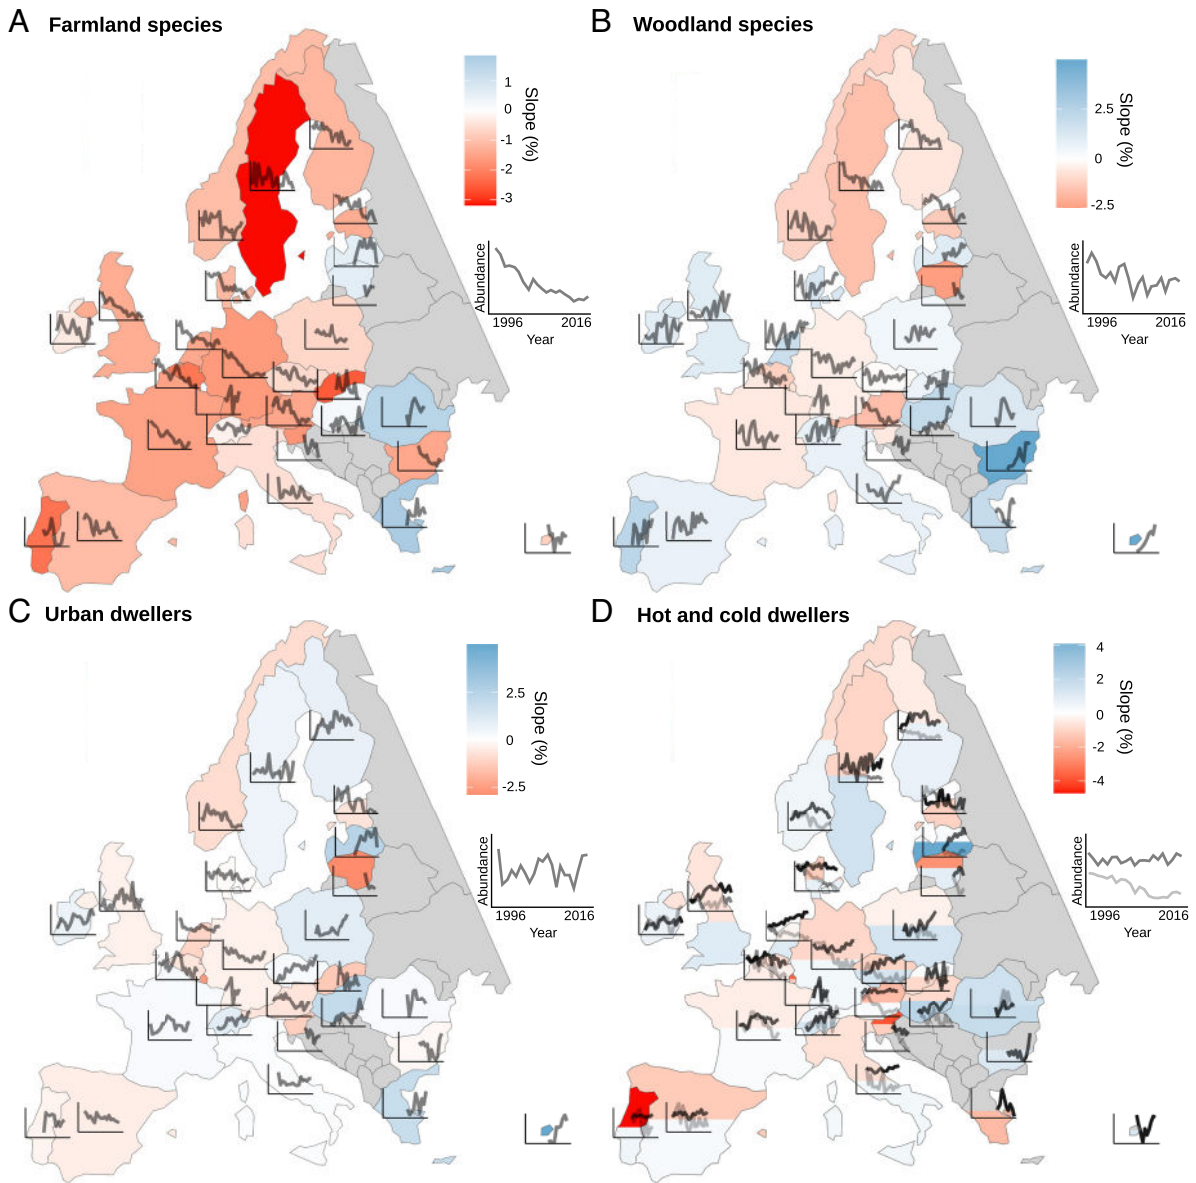 A Farmland species
1
0
-1
-2
-3
Slope (%)
Abundance
1996 2016
Year
B Woodland species
2.5
0
-2.5
Slope (%)
Abundance
1996 2016
Year
C Urban dwellers
2.5
0
-2.5
Slope (%)
Abundance
1996 2016
Year
D Hot and cold dwellers
4
2
0
-2
-4
Slope (%)
Abundance
1996 2016
Year